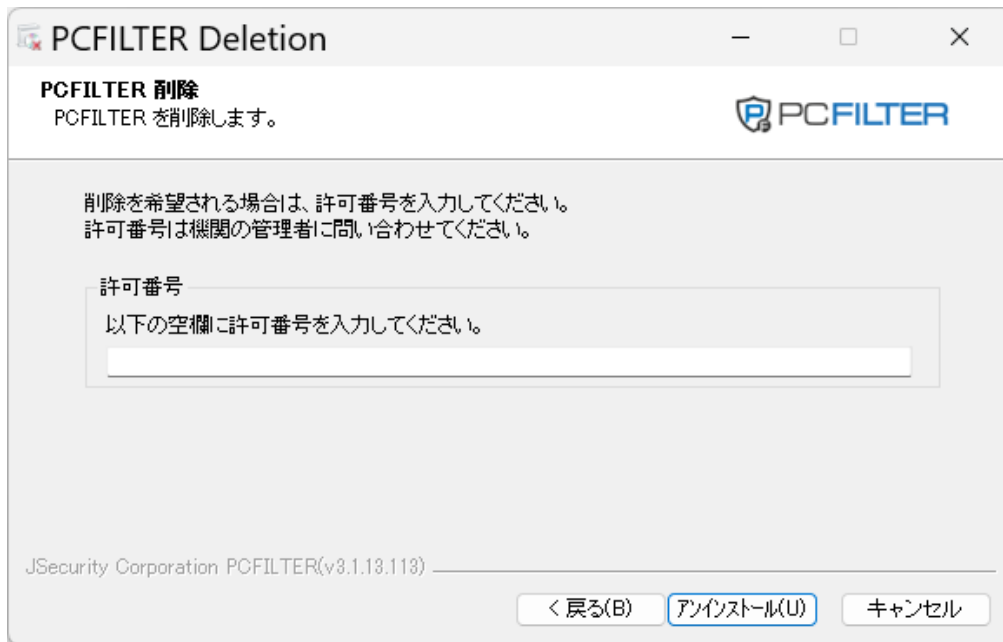 PCFILTER Deletion
PCFILTER 削除
PCFILTER を削除します。
PCFILTER
削除を希望される場合は、許可番号を入力してください。
許可番号は機関の管理者に問い合わせてください。
許可番号
以下の空欄に許可番号を入力してください。
JSecurity Corporation PCFILTER(v3.1.13.113)
< 戻る(B)
アンインストール(U)
キャンセル